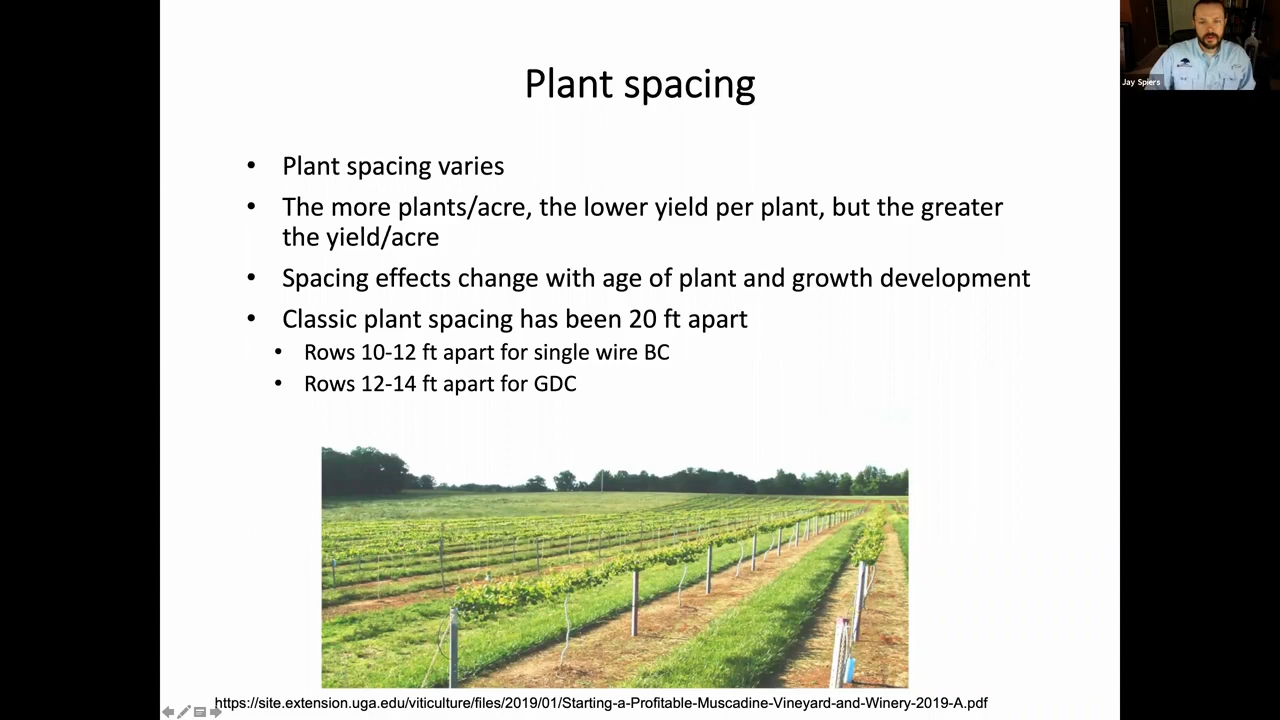 Plant spacing
Jay Spiers
• Plant spacing varies
• The more plants/acre, the lower yield per plant, but the greater
the yield/acre
• Spacing effects change with age of plant and growth development
• Classic plant spacing has been 20 ft apart
• Rows 10-12 ft apart for single wire BC
• Rows 12-14 ft apart for GDC
https://site.extension.uga.edu/viticulture/files/2019/01/Starting-a-Profitable-Muscadine-Vineyard-and-Winery-2019-A.pdf